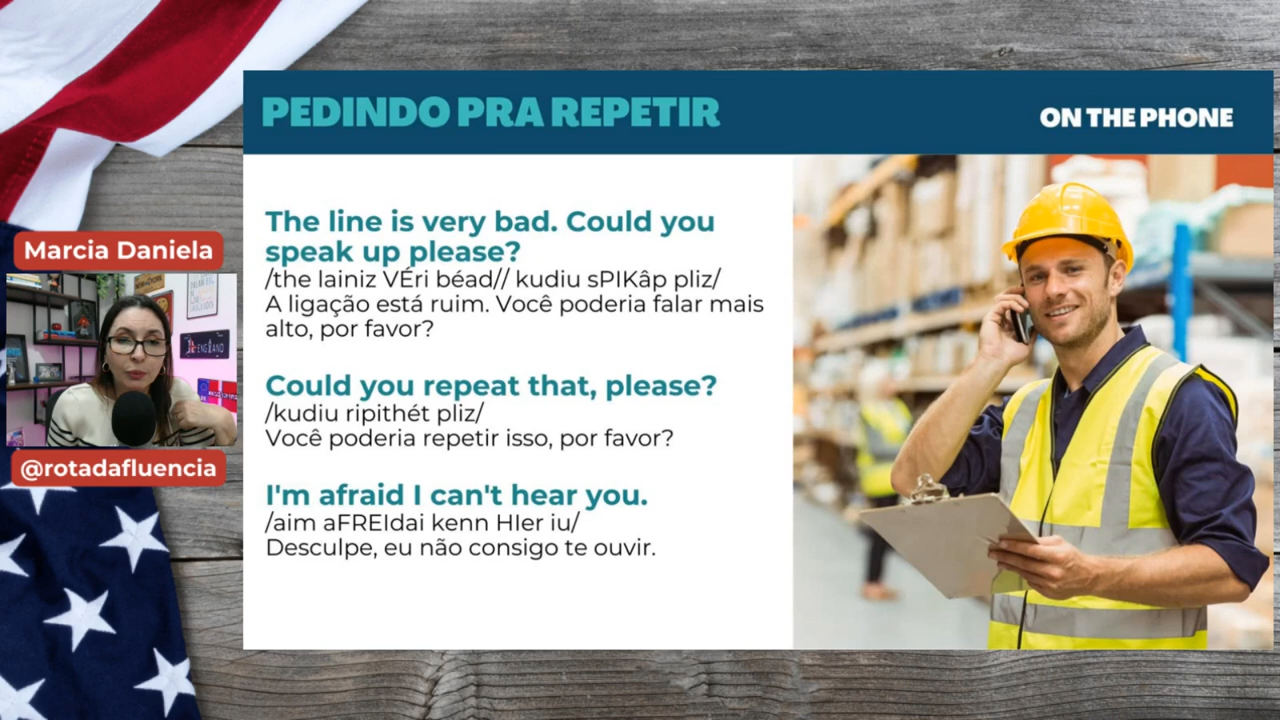 PEDINDO PRA REPETIR
ON THE PHONE
Marcia Daniela
@rotadafluencia
The line is very bad. Could you
speak up please?
/the lainiz VÉri béad// kudiu sPIKâp pliz/
A ligação está ruim. Você poderia falar mais
alto, por favor?
Could you repeat that, please?
/kudiu ripithét pliz/
Você poderia repetir isso, por favor?
I'm afraid I can't hear you.
/aim aFREIdai kenn HIer iu/
Desculpe, eu não consigo te ouvir.